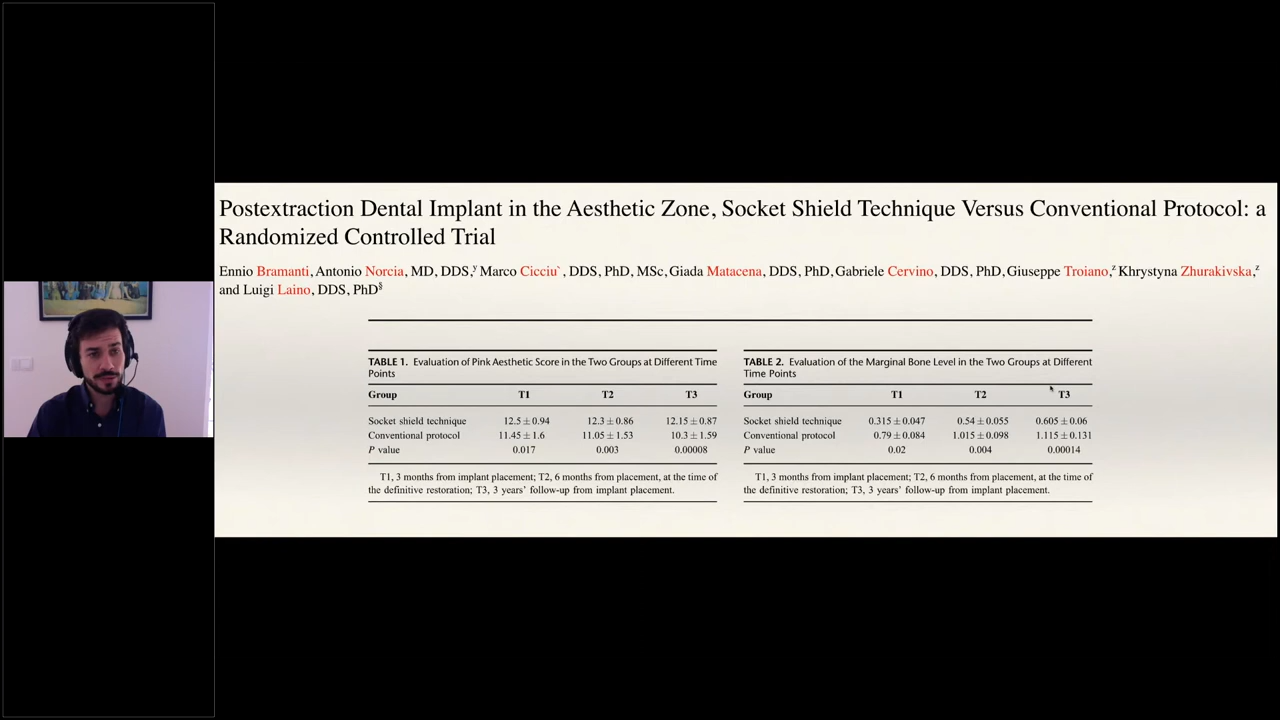 Postextraction Dental Implant in the Aesthetic Zone, Socket Shield Technique Versus Conventional Protocol: a
Randomized Controlled Trial
Ennio Bramanti, Antonio Norcia, MD, DDS,y Marco Cicciu`, DDS, PhD, MSc, Giada Matacena, DDS, PhD, Gabriele Cervino, DDS, PhD, Giuseppe Troiano,z Khrystyna Zhurakivska,z
and Luigi Laino, DDS, PhD§
TABLE 1. Evaluation of Pink Aesthetic Score in the Two Groups at Different Time
Points
Group T1 T2 T3
Socket shield technique 12.5 ± 0.94 12.3 ± 0.86 12.15 ± 0.87
Conventional protocol 11.45 ± 1.6 11.05 ± 1.53 10.3 ± 1.59
P value 0.017 0.003 0.00008
T1, 3 months from implant placement; T2, 6 months from placement, at the time of
the definitive restoration; T3, 3 years' follow-up from implant placement.
TABLE 2. Evaluation of the Marginal Bone Level in the Two Groups at Different
Time Points
Group T1 T2 T3
Socket shield technique 0.315 ± 0.047 0.54 ± 0.055 0.605 ± 0.06
Conventional protocol 0.79 ± 0.084 1.015 ± 0.098 1.115 ± 0.131
P value 0.02 0.004 0.00014
T1, 3 months from implant placement; T2, 6 months from placement, at the time of
the definitive restoration; T3, 3 years' follow-up from implant placement.